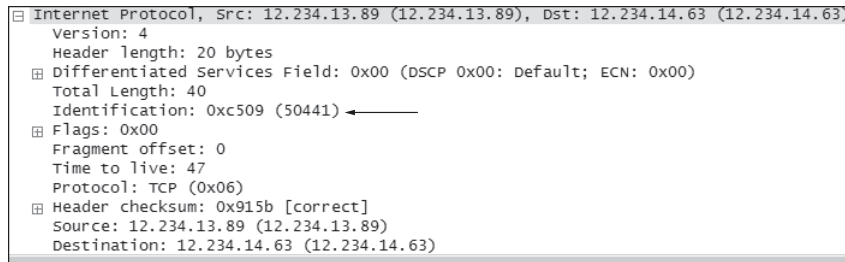 Internet Protocol, Src: 12.234.13.89 (12.234.13.89), Dst: 12.234.14.63 (12.234.14.63)
Version: 4
Header length: 20 bytes
Differentiated Services Field: 0x00 (DSCP 0x00: Default; ECN: 0x00)
Total Length: 40
Identification: 0xc509 (50441)
Flags: 0x00
Fragment offset: 0
Time to live: 47
Protocol: TCP (0x06)
Header checksum: 0x915b [correct]
Source: 12.234.13.89 (12.234.13.89)
Destination: 12.234.14.63 (12.234.14.63)